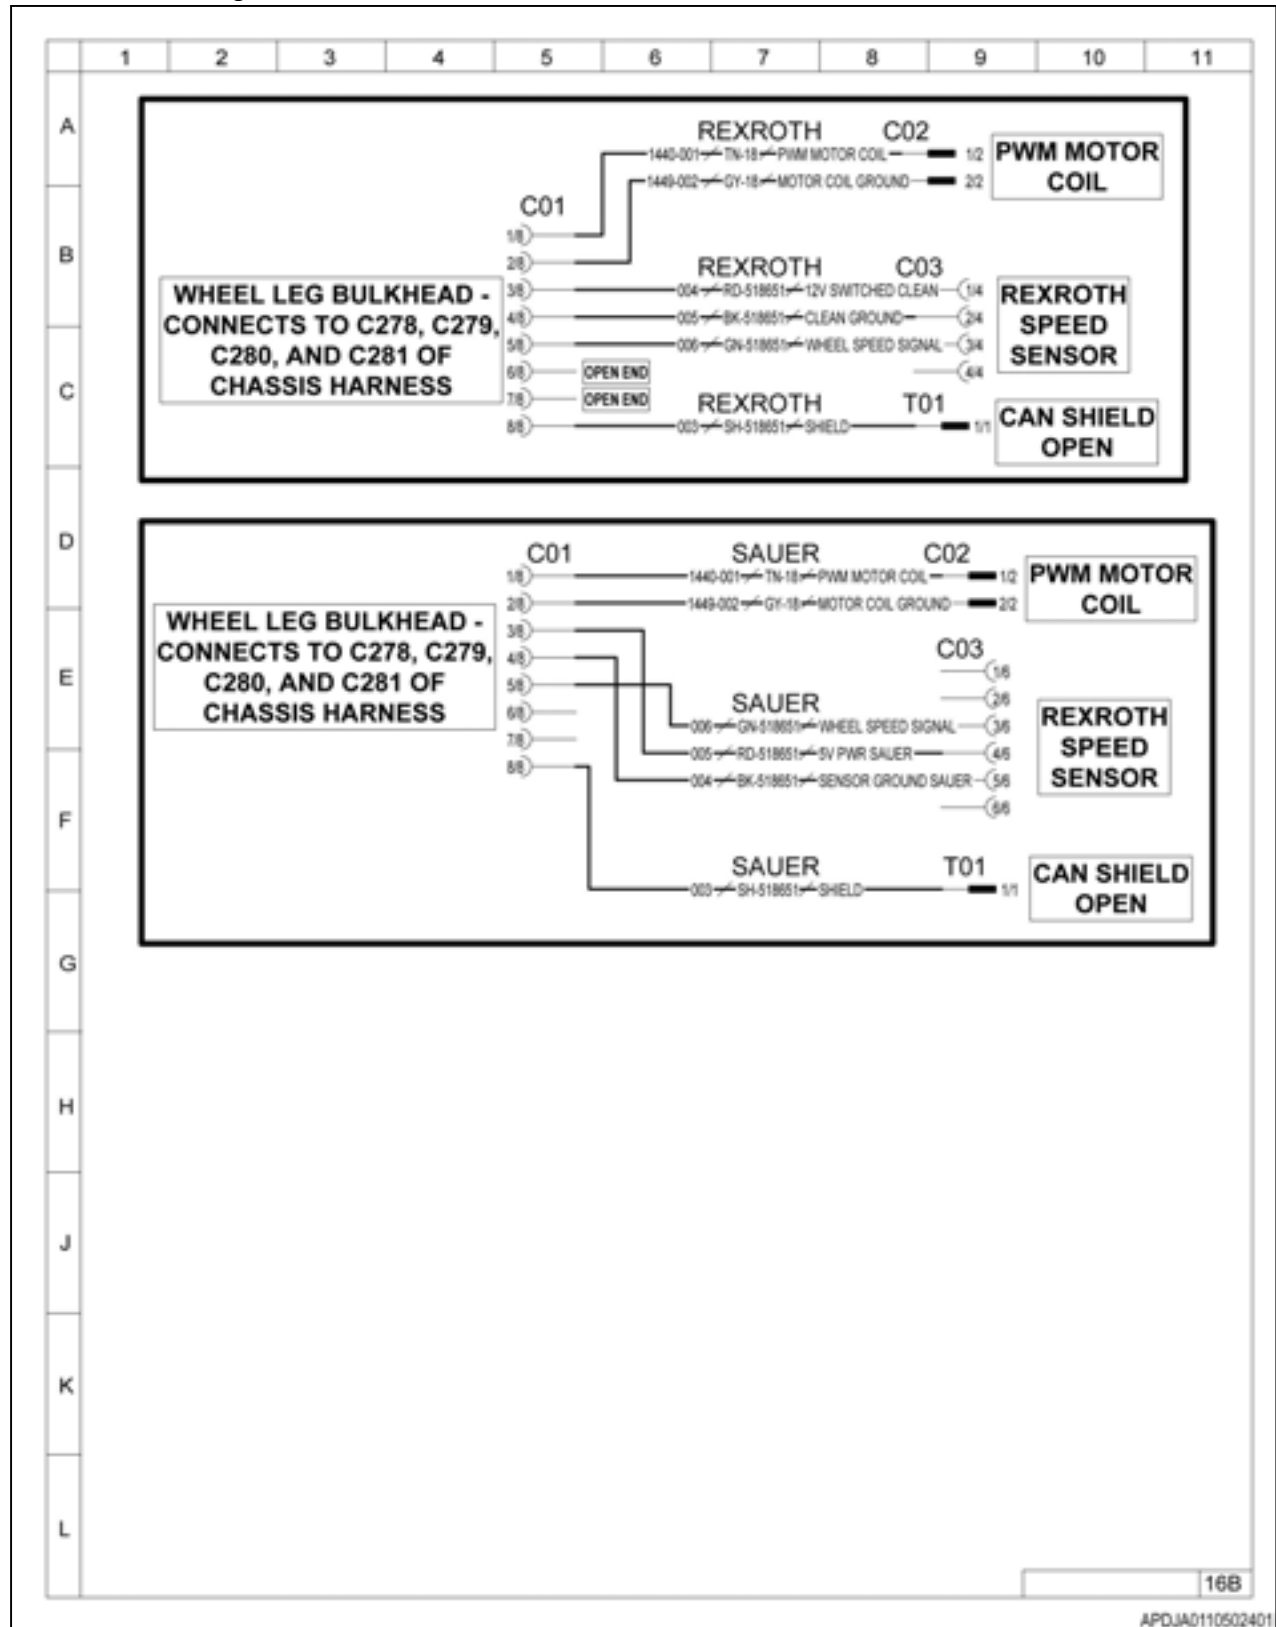 1 2 3 4 5 6 7 8 9 10 11
A
REXROTH C02
1440-001 TN-18 PWM MOTOR COIL 1/2
PWM MOTOR
COIL
1449-002 GY-18 MOTOR COIL GROUND 2/2
C01
1/8
B
2/8
REXROTH C03
WHEEL LEG BULKHEAD -
CONNECTS TO C278, C279,
C280, AND C281 OF
CHASSIS HARNESS
3/8 004 RD-518651 12V SWITCHED CLEAN 1/4
4/8 005 BK-518651 CLEAN GROUND 2/4
5/8 006 GN-518651 WHEEL SPEED SIGNAL 3/4
REXROTH
SPEED
SENSOR
6/8 OPEN END 4/4
C
7/8 OPEN END
REXROTH T01
8/8 003 SH-518651 SHIELD 1/1
CAN SHIELD
OPEN
D
C01 SAUER C02
1/8 1440-001 TN-18 PWM MOTOR COIL 1/2
2/8 1449-002 GY-18 MOTOR COIL GROUND 2/2
PWM MOTOR
COIL
WHEEL LEG BULKHEAD -
CONNECTS TO C278, C279,
C280, AND C281 OF
CHASSIS HARNESS
3/8
4/8
5/8
6/8
7/8
8/8
E
C03
1/6
2/6
SAUER
006 GN-518651 WHEEL SPEED SIGNAL 3/6
005 RD-518651 5V PWR SAUER 4/6
004 BK-518651 SENSOR GROUND SAUER 5/6
6/6
REXROTH
SPEED
SENSOR
F
SAUER T01
003 SH-518651 SHIELD 1/1
CAN SHIELD
OPEN
G
H
J
K
L
16B
APDJA0110502401